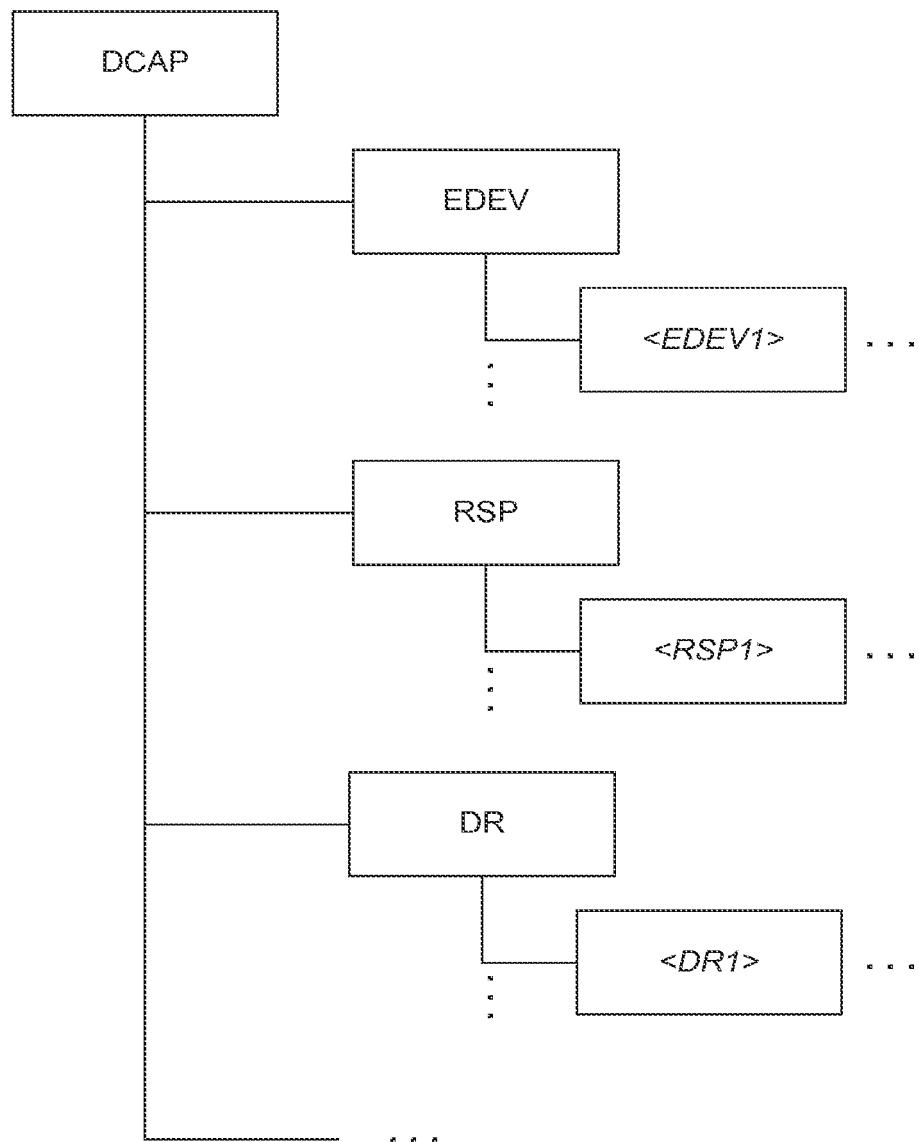 DCAP
EDEV
<EDEV1> . . .
RSP
<RSP1> . . .
DR
<DR1> . . .
. . .